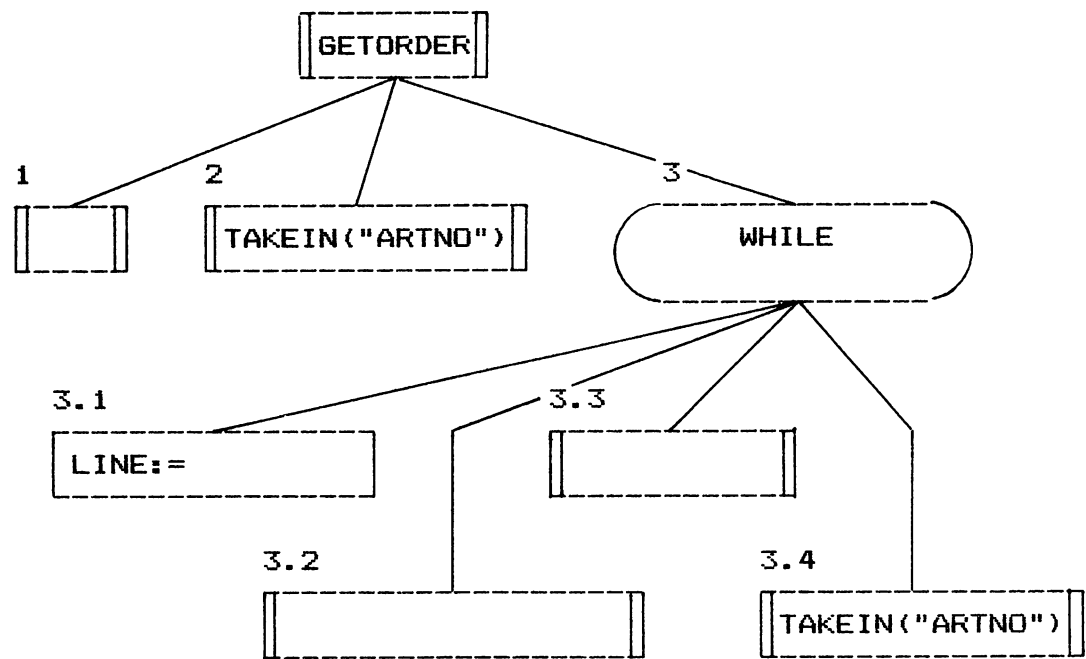 GETORDER
1
2
3
TAKEIN("ARTNO")
WHILE
3.1
3.3
LINE:=
3.2
3.4
TAKEIN("ARTNO")